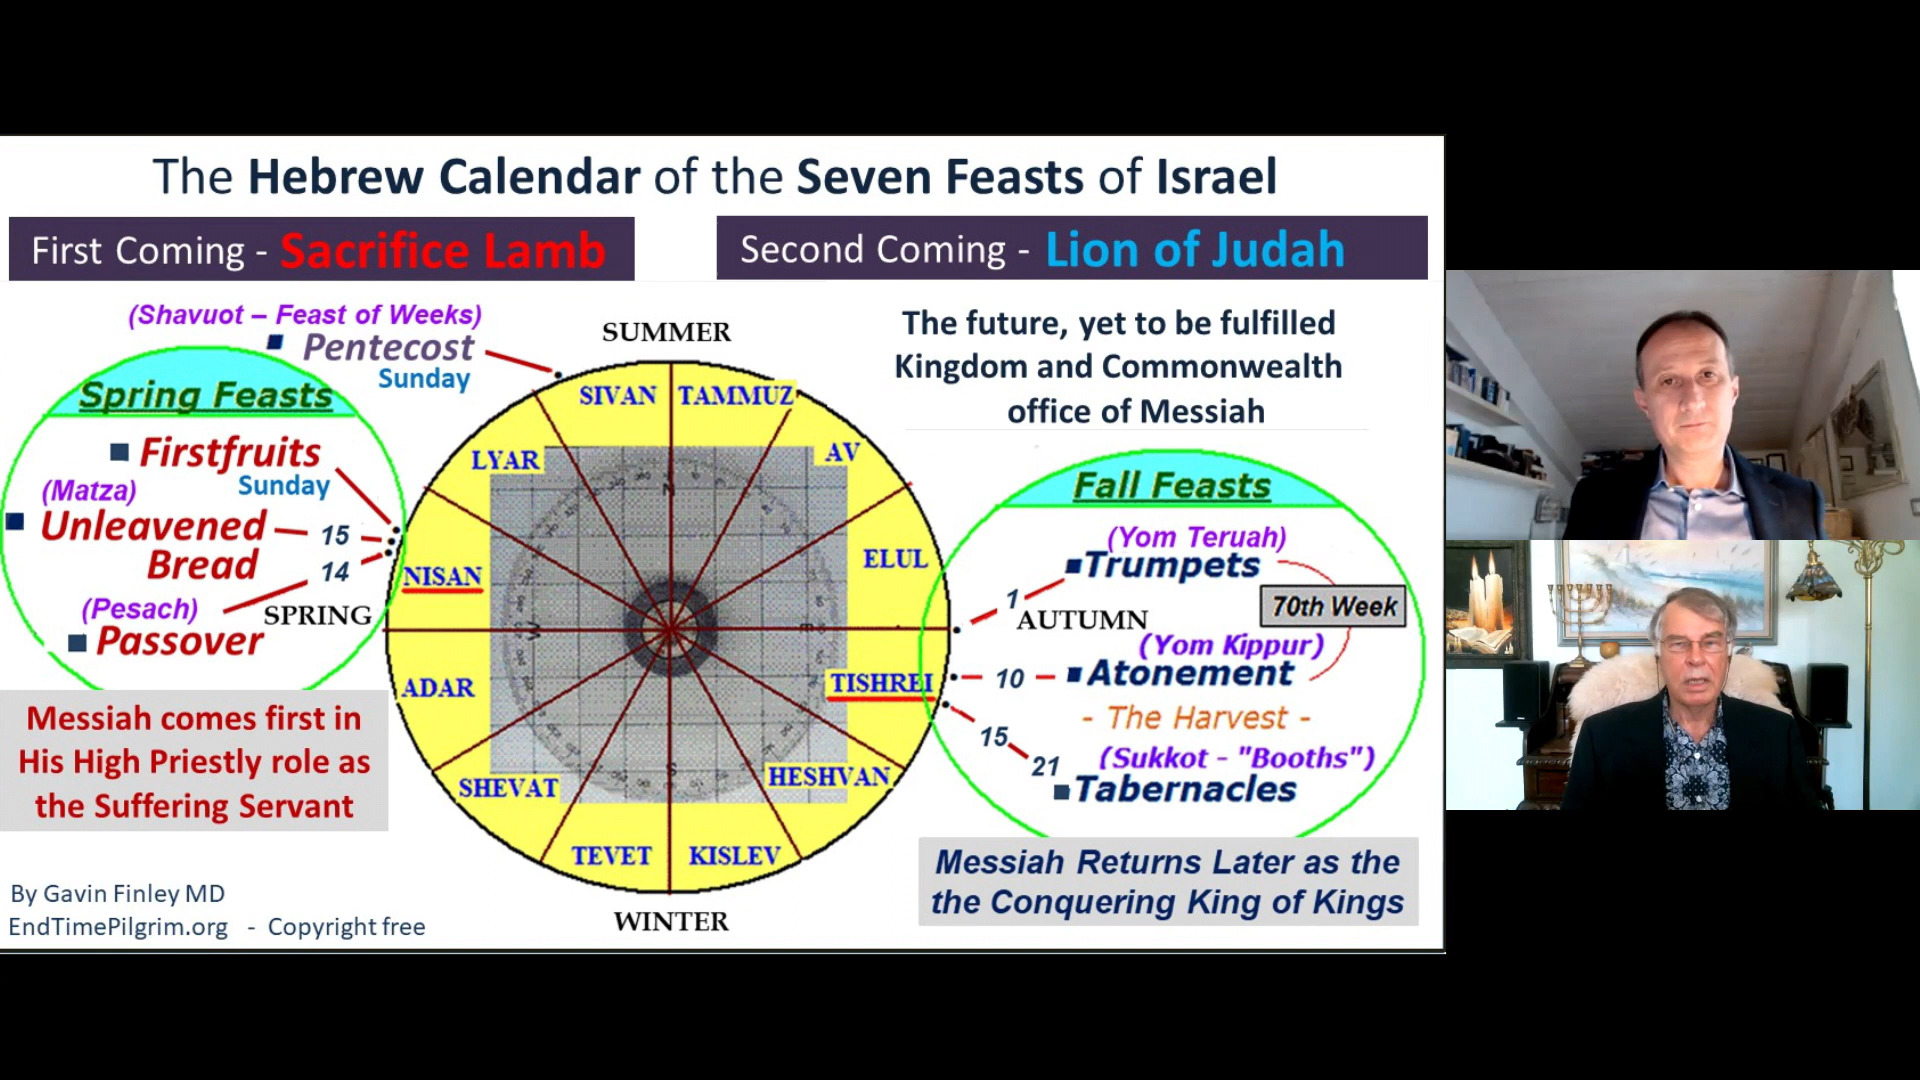 The Hebrew Calendar of the Seven Feasts of Israel
First Coming - Sacrifice Lamb
Second Coming - Lion of Judah
(Shavuot – Feast of Weeks)
Pentecost
Sunday
Spring Feasts
Firstfruits
Sunday
(Matza)
Unleavened
Bread
15
14
(Pesach)
Passover
SPRING
Messiah comes first in
His High Priestly role as
the Suffering Servant
By Gavin Finley MD
EndTimePilgrim.org - Copyright free
SUMMER
SIVAN
TAMMUZ
LYAR
AV
NISAN
ELUL
ADAR
TISHREI
SHEVAT
HESHVAN
TEVET
KISLEV
WINTER
N
W
E
S
The future, yet to be fulfilled
Kingdom and Commonwealth
office of Messiah
Fall Feasts
(Yom Teruah)
Trumpets
1
AUTUMN
70th Week
(Yom Kippur)
10
Atonement
- The Harvest -
15
21
(Sukkot - "Booths")
Tabernacles
Messiah Returns Later as the
the Conquering King of Kings